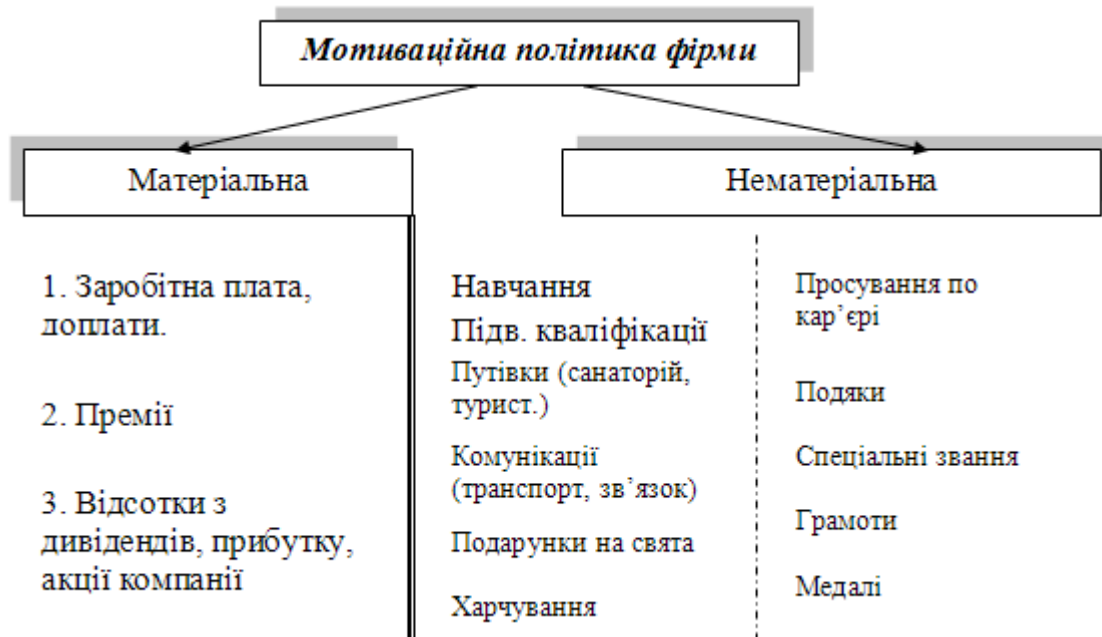 Мотиваційна політика фірми
Матеріальна
Нематеріальна
1. Заробітна плата,
доплати.
2. Премії
3. Відсотки з
дивідендів, прибутку,
акції компанії
Навчання
Підв. кваліфікації
Путівки (санаторій,
турист.)
Комунікації
(транспорт, зв’язок)
Подарунки на свята
Харчування
Просування по
кар’єрі
Подяки
Спеціальні звання
Грамоти
Медалі